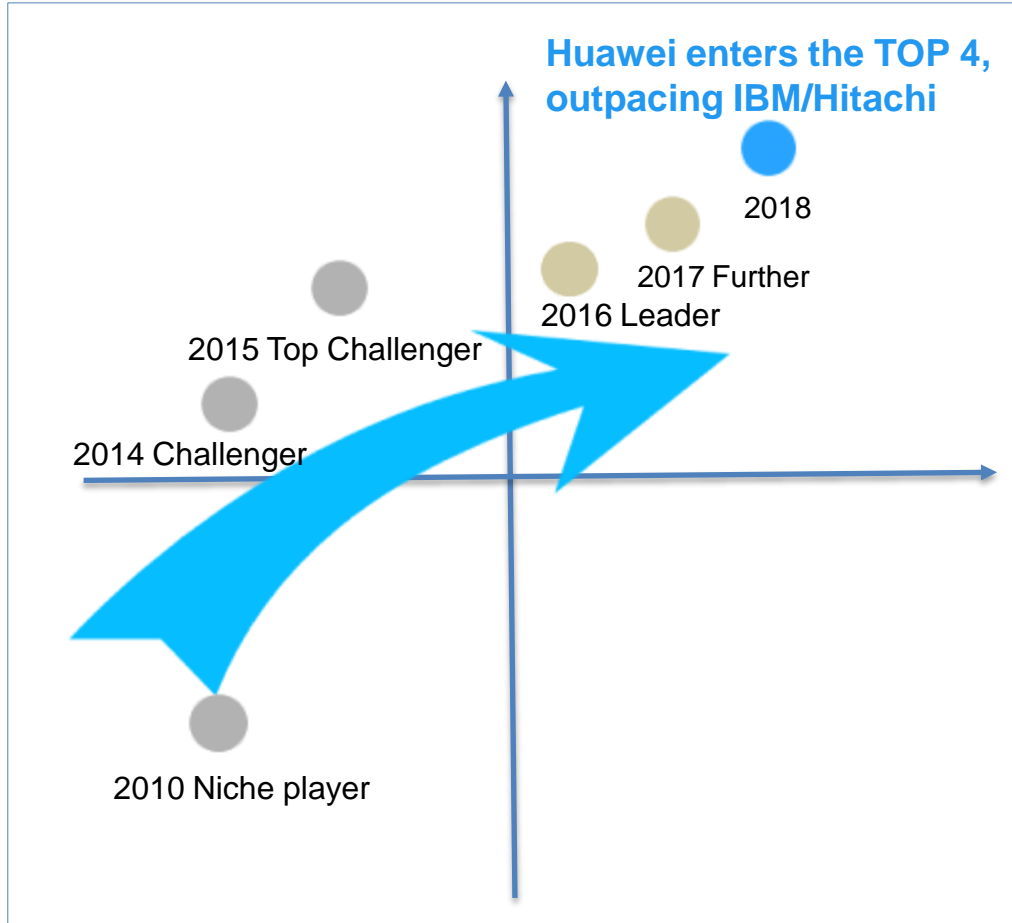 Huawei enters the TOP 4,
outpacing IBM/Hitachi
2018
2017 Further
2016 Leader
2015 Top Challenger
2014 Challenger
2010 Niche player